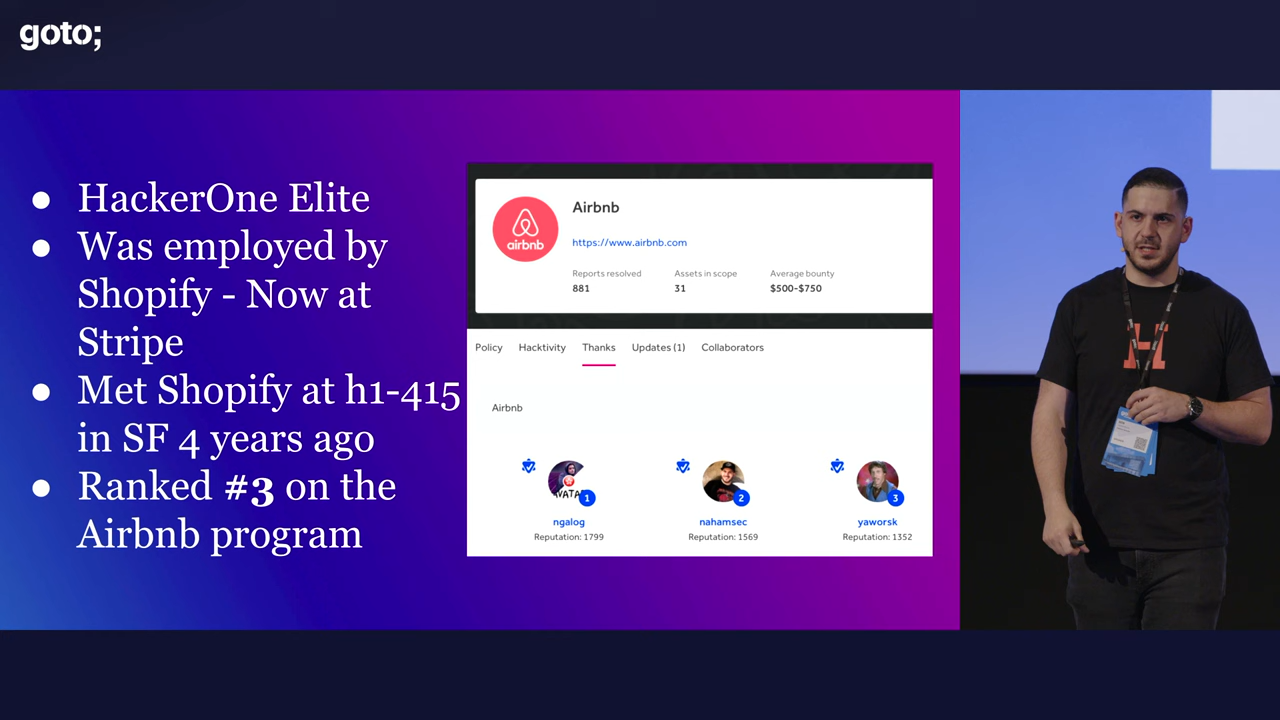 goto;
● HackerOne Elite
● Was employed by
Shopify - Now at
Stripe
● Met Shopify at h1-415
in SF 4 years ago
● Ranked #3 on the
Airbnb program
airbnb
Airbnb
https://www.airbnb.com
Reports resolved
881
Assets in scope
31
Average bounty
$500-$750
Policy Hacktivity Thanks Updates (1) Collaborators
Airbnb
1
ngalog
Reputation: 1799
2
nahamsec
Reputation: 1569
3
yaworsk
Reputation: 1352
H